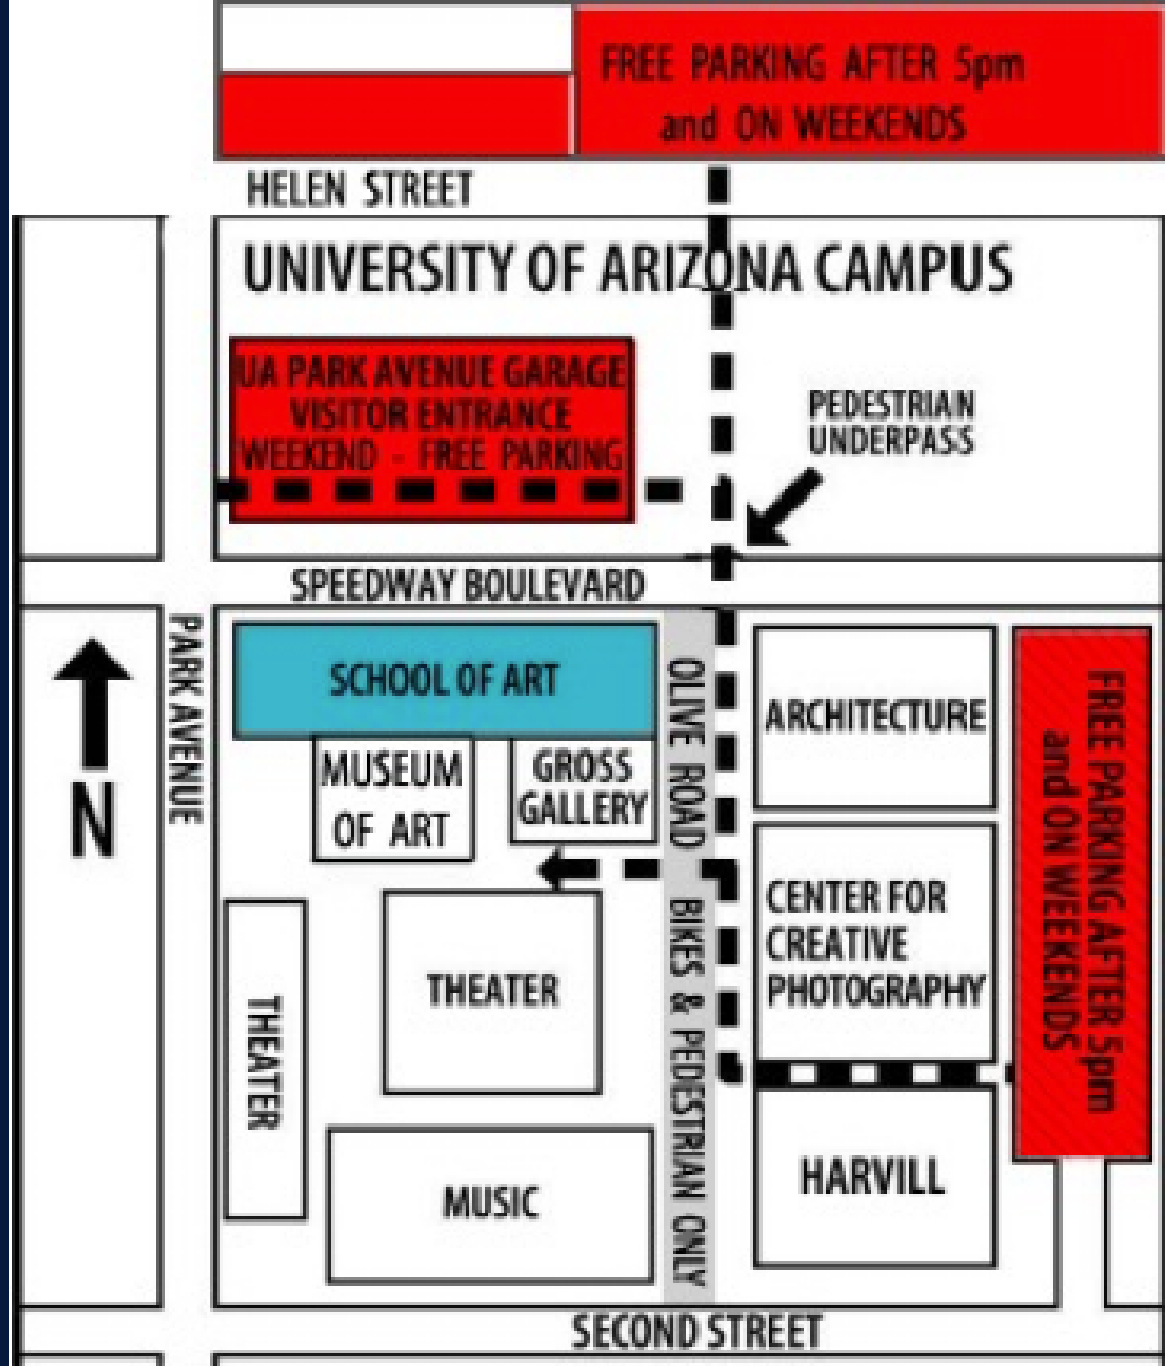 FREE PARKING AFTER 5pm
and ON WEEKENDS
HELEN STREET
UNIVERSITY OF ARIZONA CAMPUS
UA PARK AVENUE GARAGE
VISITOR ENTRANCE
WEEKEND - FREE PARKING
PEDESTRIAN
UNDERPASS
SPEEDWAY BOULEVARD
PARK AVENUE
N
SCHOOL OF ART
MUSEUM
OF ART
GROSS
GALLERY
OLIVE ROAD BIKES & PEDESTRIAN ONLY
ARCHITECTURE
FREE PARKING AFTER 5pm
and ON WEEKENDS
CENTER FOR
CREATIVE
PHOTOGRAPHY
THEATER
THEATER
HARVILL
MUSIC
SECOND STREET